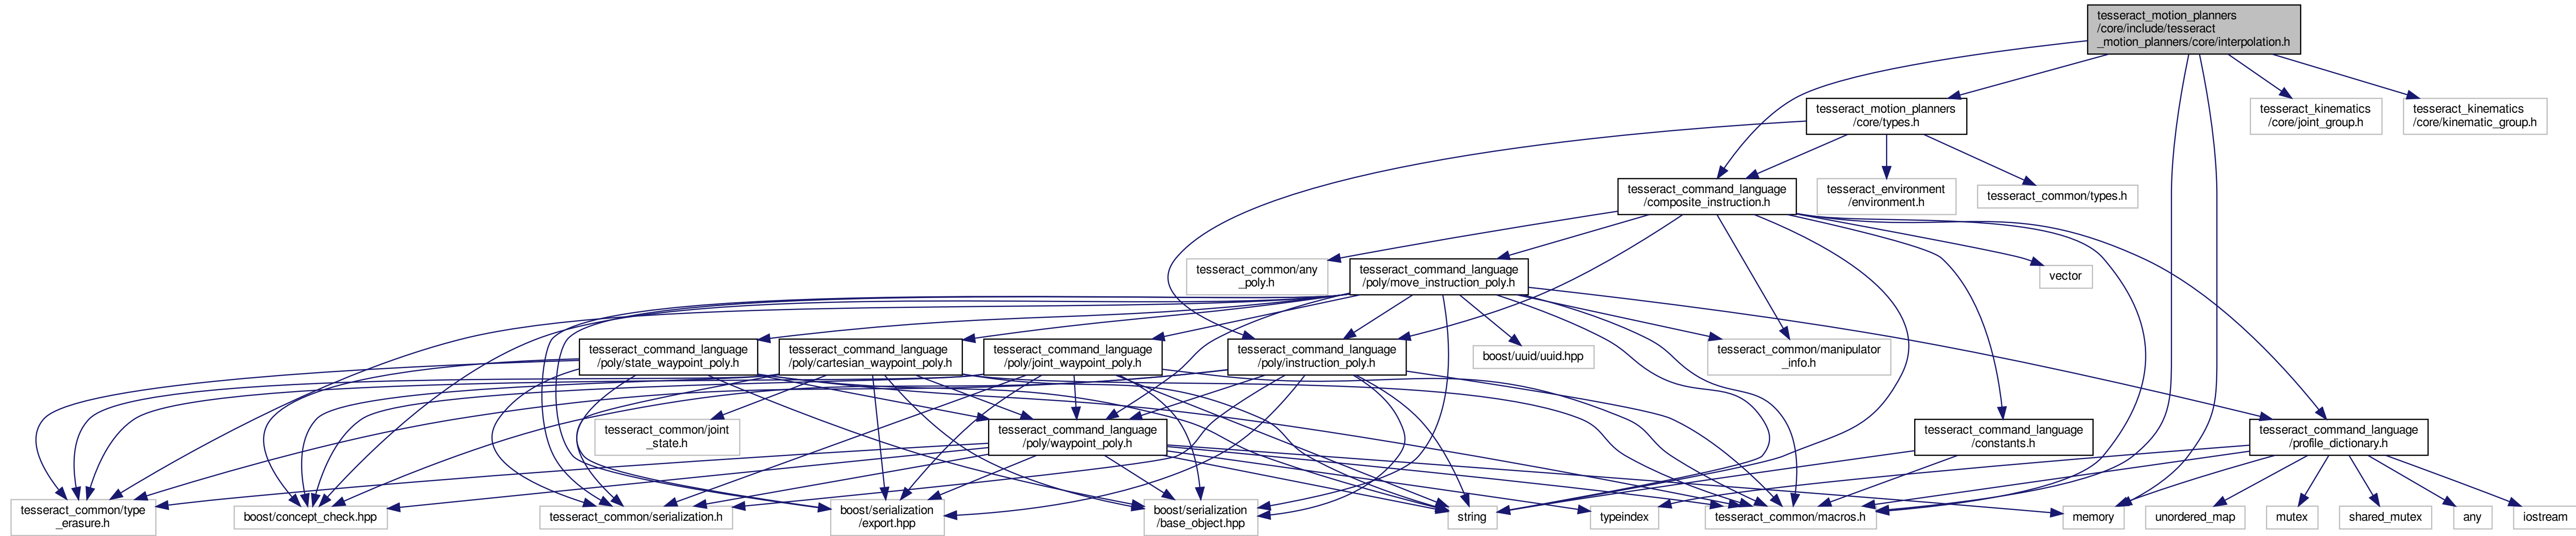 tesseract_motion_planners
/core/include/tesseract
_motion_planners/core/interpolation.h
tesseract_motion_planners
/core/types.h
tesseract_kinematics
/core/joint_group.h
tesseract_kinematics
/core/kinematic_group.h
tesseract_command_language
/composite_instruction.h
tesseract_environment
/environment.h
tesseract_common/types.h
tesseract_common/any
_poly.h
tesseract_command_language
/poly/move_instruction_poly.h
vector
tesseract_command_language
/poly/state_waypoint_poly.h
tesseract_command_language
/poly/cartesian_waypoint_poly.h
tesseract_command_language
/poly/joint_waypoint_poly.h
tesseract_command_language
/poly/instruction_poly.h
boost/uuid/uuid.hpp
tesseract_common/manipulator
_info.h
tesseract_common/joint
_state.h
tesseract_command_language
/poly/waypoint_poly.h
tesseract_command_language
/constants.h
tesseract_command_language
/profile_dictionary.h
tesseract_common/type
_erasure.h
boost/concept_check.hpp
tesseract_common/serialization.h
boost/serialization
/export.hpp
boost/serialization
/base_object.hpp
string
typeindex
tesseract_common/macros.h
memory
unordered_map
mutex
shared_mutex
any
iostream